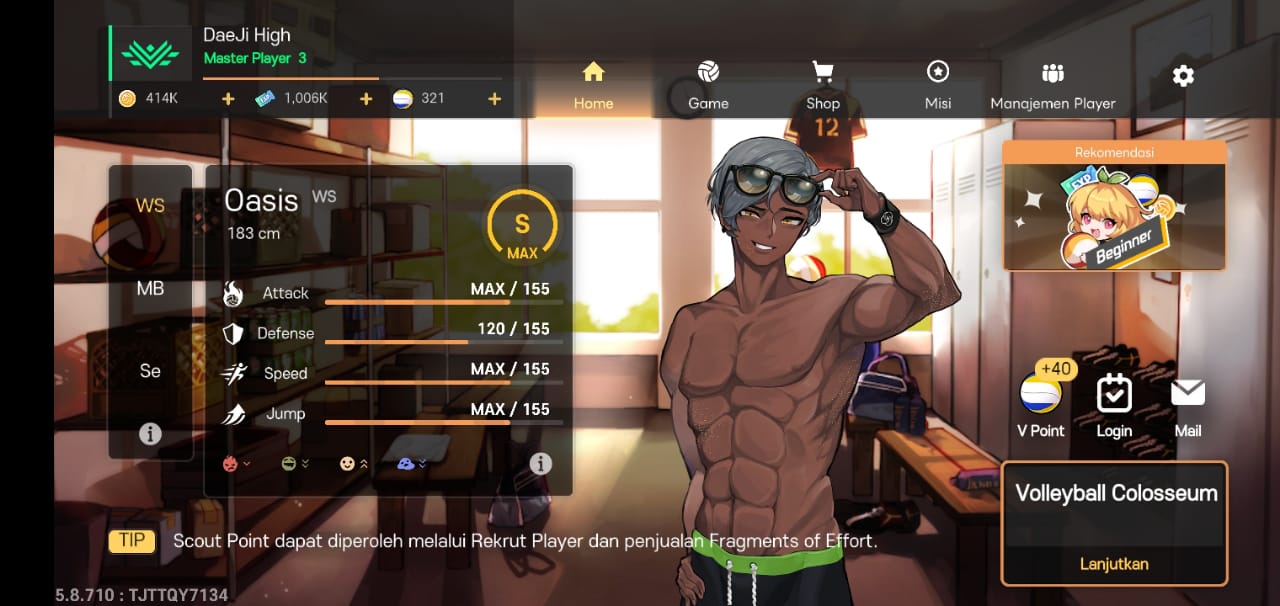 DaeJi High
Master Player 3
414K
1,006K
321
Home
Game
Shop
Misi
Manajemen Player
12
Rekomendasi
EXP
Beginner
WS
MB
Se
Oasis WS
183 cm
S
MAX
Attack MAX / 155
Defense 120 / 155
Speed MAX / 155
Jump MAX / 155
+40
V Point
Login
Mail
Volleyball Colosseum
Lanjutkan
TIP Scout Point dapat diperoleh melalui Rekrut Player dan penjualan Fragments of Effort.
5.8.710 : TJTTQY7134